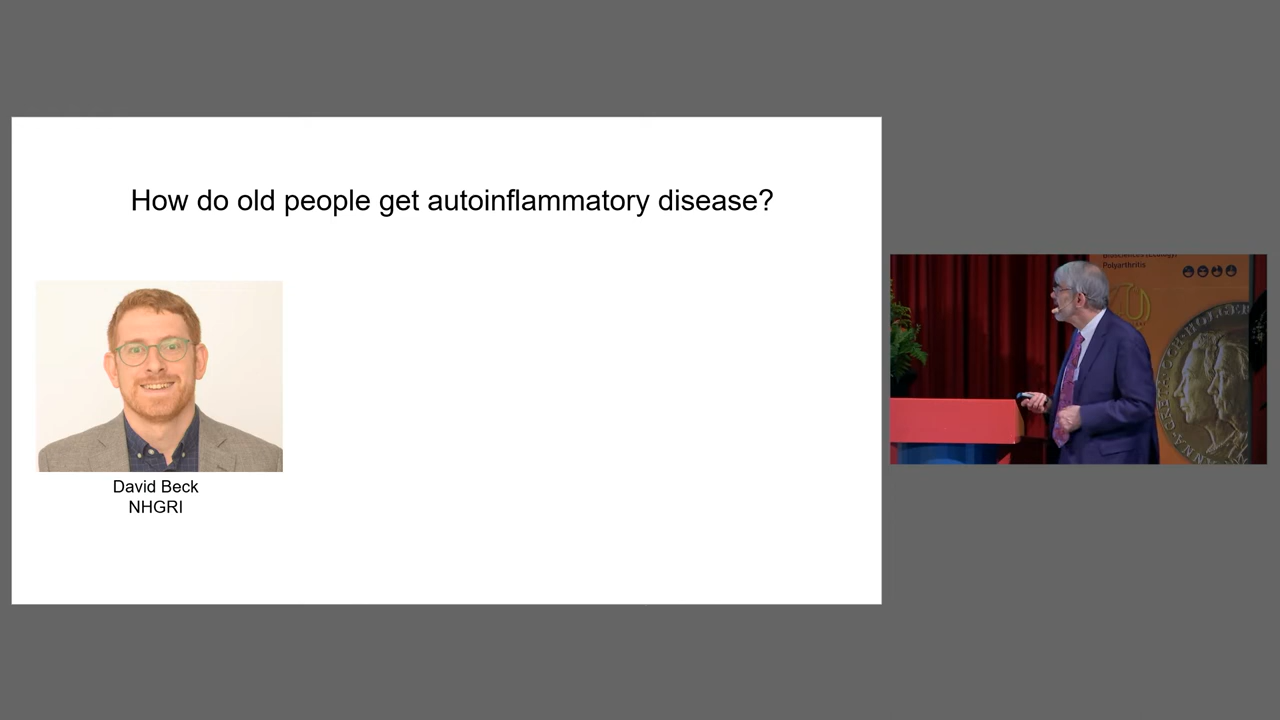 How do old people get autoinflammatory disease?
David Beck
NHGRI
Polyarthritis